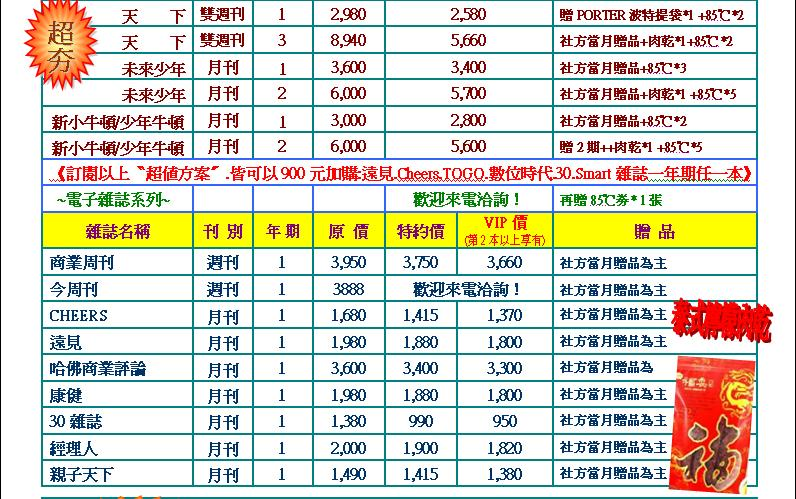 超夯
天 下 雙週刊 1 2,980 2,580 贈 PORTER 波特提袋*1 +85℃*2
天 下 雙週刊 3 8,940 5,660 社方當月贈品+肉乾*1+85℃*2
未來少年 月刊 1 3,600 3,400 社方當月贈品+85℃*3
未來少年 月刊 2 6,000 5,700 社方當月贈品+肉乾*1 +85℃*5
新小牛頓/少年牛頓 月刊 1 3,000 2,800 社方當月贈品+85℃*2
新小牛頓/少年牛頓 月刊 2 6,000 5,600 贈 2 期++肉乾*1 +85℃*5
《訂閱以上〝超值方案〞.皆可以 900 元加購:遠見.Cheers.TOGO.數位時代.30.Smart 雜誌一年期任一本》
~電子雜誌系列~ 歡迎來電洽詢！ 再贈 85℃券*1 張
雜誌名稱 刊 別 年 期 原 價 特約價 VIP 價 贈 品
(第 2 本以上享有)
商業周刊 週刊 1 3,950 3,750 3,660 社方當月贈品為主
今周刊 週刊 1 3888 歡迎來電洽詢！ 社方當月贈品為主
CHEERS 月刊 1 1,680 1,415 1,370 社方當月贈品為主
遠見 月刊 1 1,980 1,880 1,800 社方當月贈品為主
哈佛商業評論 月刊 1 3,600 3,400 3,300 社方當月贈品為
康健 月刊 1 1,980 1,880 1,800 社方當月贈品為主
30 雜誌 月刊 1 1,380 990 950 社方當月贈品為主
經理人 月刊 1 2,000 1,900 1,820 社方當月贈品為主
親子天下 月刊 1 1,490 1,415 1,380 社方當月贈品為主
福